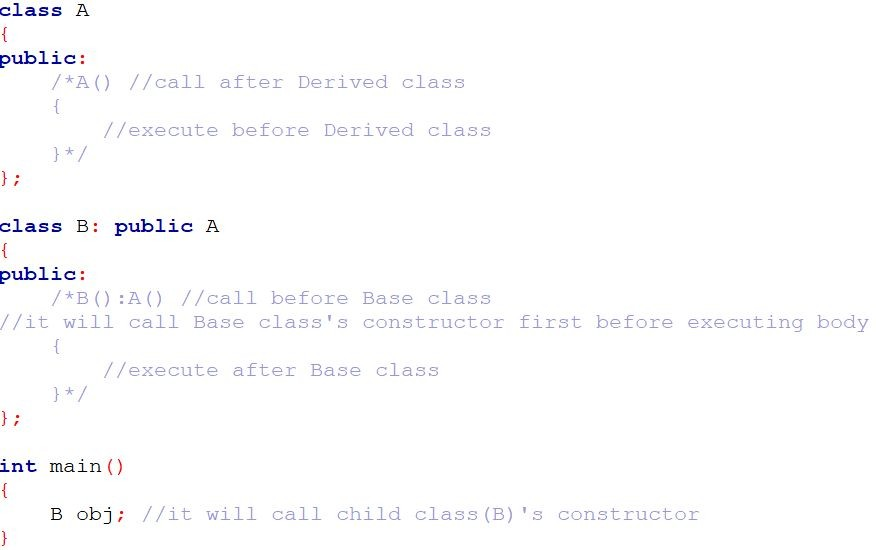 class A
{
public:
    /*A() //call after Derived class
    {
        //execute before Derived class
    }*/
};

class B: public A
{
public:
    /*B():A() //call before Base class
//it will call Base class's constructor first before executing body
    {
        //execute after Base class
    }*/
};

int main()
{
    B obj; //it will call child class(B)'s constructor
}